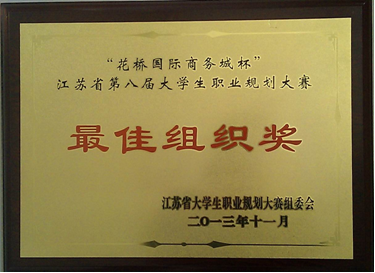 “花桥国际商务城杯”
江苏省第八届大学生职业规划大赛
最佳组织奖
江苏省大学生职业规划大赛组委会
二〇一三年十一月